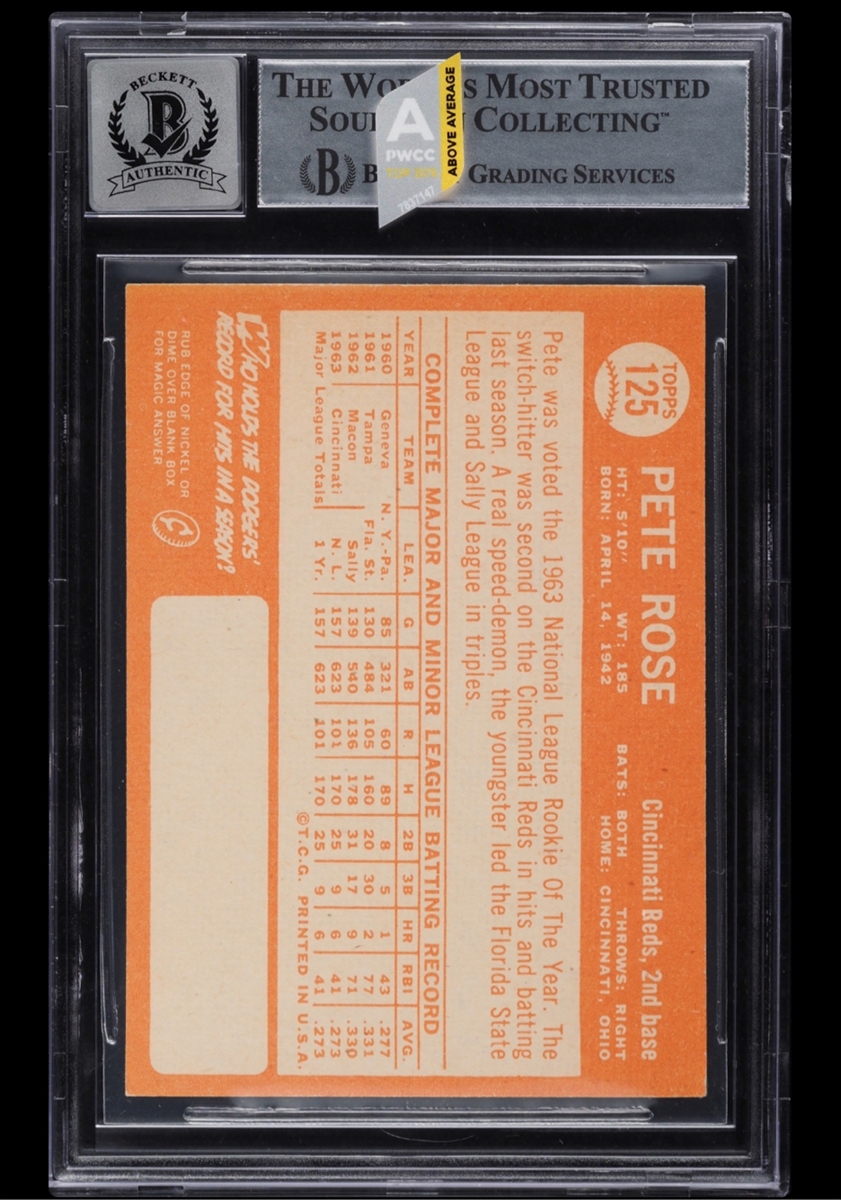 BECKETT
B
AUTHENTIC
THE WO S MOST TRUSTED
SOU N COLLECTING™
B B GRADING SERVICES
A
PWCC
ABOVE AVERAGE
7837147
TOPPS
125
PETE ROSE
Cincinnati Reds, 2nd base
HT: 5'10" WT: 185 BATS: BOTH THROWS: RIGHT
BORN: APRIL 14, 1942 HOME: CINCINNATI, OHIO
Pete was voted the 1963 National League Rookie Of The Year. The
switch-hitter was second on the Cincinnati Reds in hits and batting
last season. A real speed-demon, the youngster led the Florida State
League and Sally League in triples.
COMPLETE MAJOR AND MINOR LEAGUE BATTING RECORD
YEAR TEAM LEA. G AB R H 2B 3B HR RBI AVG.
1960 Geneva N.Y.-Pa. 85 321 60 89 8 5 1 43 .277
1961 Tampa Fla. St. 130 484 105 160 20 30 2 77 .331
1962 Macon Sally 139 540 136 178 31 17 9 71 .330
1963 Cincinnati N. L. 157 623 101 170 25 9 6 41 .273
Major League Totals 1 Yr. 157 623 101 170 25 9 6 41 .273
©T.C.G. PRINTED IN U.S.A.
WHO HOLDS THE DODGERS'
RECORD FOR HITS IN A SEASON?
RUB EDGE OF NICKEL OR
DIME OVER BLANK BOX
FOR MAGIC ANSWER